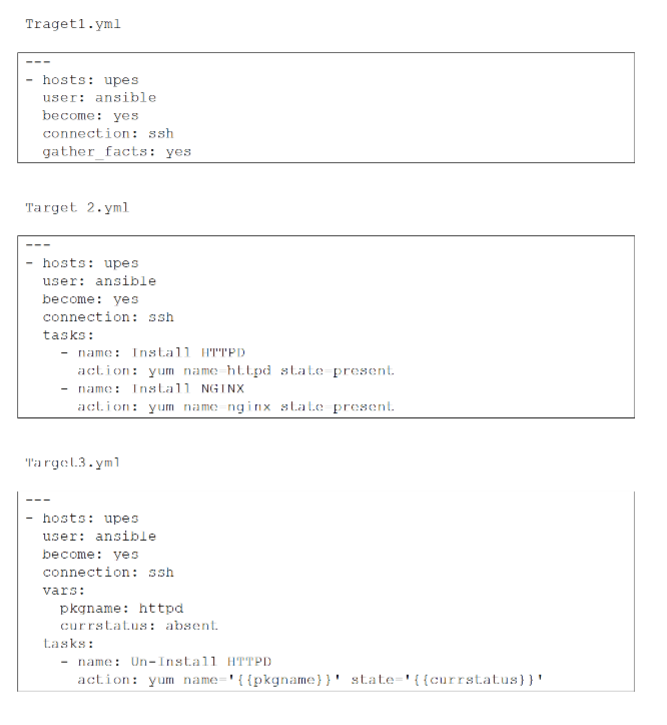 Traget1.yml
---
- hosts: upes
  user: ansible
  become: yes
  connection: ssh
  gather_facts: yes
Target 2.yml
---
- hosts: upes
  user: ansible
  become: yes
  connection: ssh
  tasks:
    - name: Install HTTPD
      action: yum name=httpd state=present
    - name: Install NGINX
      action: yum name=nginx state=present
Target3.yml
---
- hosts: upes
  user: ansible
  become: yes
  connection: ssh
  vars:
    pkgname: httpd
    currstatus: absent
  tasks:
    - name: Un-Install HTTPD
      action: yum name='{{pkgname}}' state='{{currstatus}}'